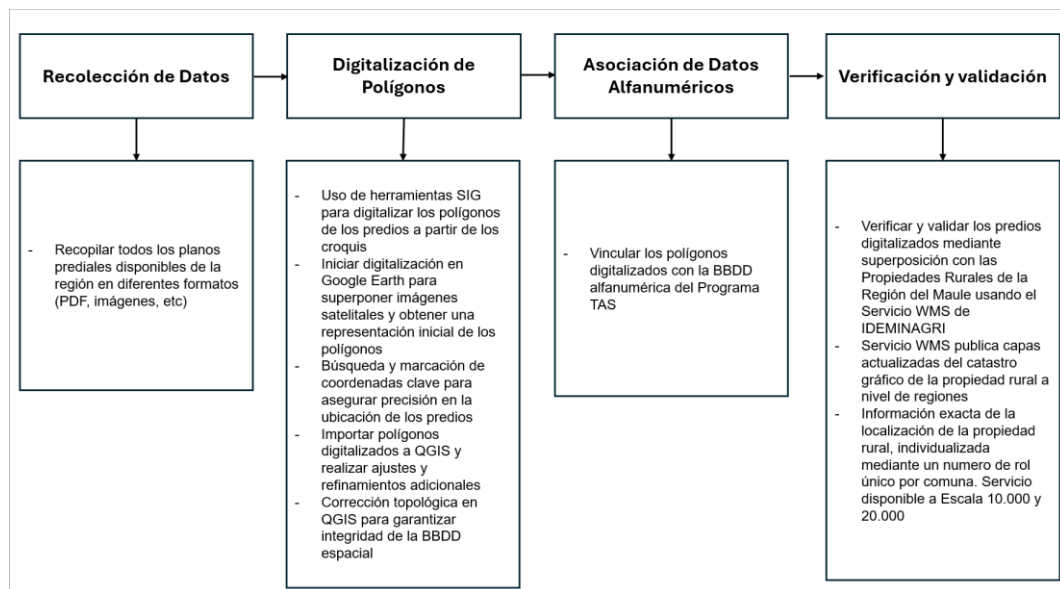 Recolección de Datos
Digitalización de
Polígonos
Asociación de Datos
Alfanuméricos
Verificación y validación
- Recopilar todos los planos
prediales disponibles de la
región en diferentes formatos
(PDF, imágenes, etc)
- Uso de herramientas SIG
para digitalizar los polígonos
de los predios a partir de los
croquis
- Iniciar digitalización en
Google Earth para
superponer imágenes
satelitales y obtener una
representación inicial de los
polígonos
- Búsqueda y marcación de
coordenadas clave para
asegurar precisión en la
ubicación de los predios
- Importar polígonos
digitalizados a QGIS y
realizar ajustes y
refinamientos adicionales
- Corrección topológica en
QGIS para garantizar
integridad de la BBDD
espacial
- Vincular los polígonos
digitalizados con la BBDD
alfanumérica del Programa
TAS
- Verificar y validar los predios
digitalizados mediante
superposición con las
Propiedades Rurales de la
Región del Maule usando el
Servicio WMS de
IDEMINAGRI
- Servicio WMS publica capas
actualizadas del catastro
gráfico de la propiedad rural a
nivel de regiones
- Información exacta de la
localización de la propiedad
rural, individualizada
mediante un numero de rol
único por comuna. Servicio
disponible a Escala 10.000 y
20.000